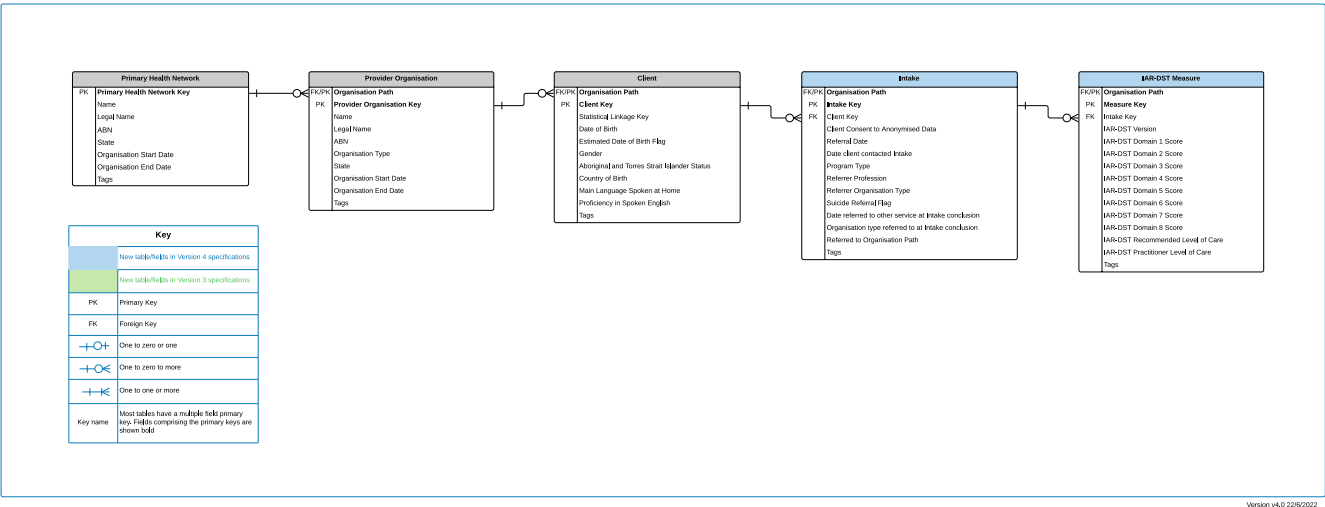 Primary Health Network
PK Primary Health Network Key
Name
Legal Name
ABN
State
Organisation Start Date
Organisation End Date
Tags
Provider Organisation
FK/PK Organisation Path
PK Provider Organisation Key
Name
Legal Name
ABN
Organisation Type
State
Organisation Start Date
Organisation End Date
Tags
Client
FK/PK Organisation Path
PK Client Key
Statistical Linkage Key
Date of Birth
Estimated Date of Birth Flag
Gender
Aboriginal and Torres Strait Islander Status
Country of Birth
Main Language Spoken at Home
Proficiency in Spoken English
Tags
Intake
FK/PK Organisation Path
PK Intake Key
FK Client Key
Client Consent to Anonymised Data
Referral Date
Date client contacted Intake
Program Type
Referrer Profession
Referrer Organisation Type
Suicide Referral Flag
Date referred to other service at Intake conclusion
Organisation type referred to at Intake conclusion
Referred to Organisation Path
Tags
IAR-DST Measure
FK/PK Organisation Path
PK Measure Key
FK Intake Key
IAR-DST Version
IAR-DST Domain 1 Score
IAR-DST Domain 2 Score
IAR-DST Domain 3 Score
IAR-DST Domain 4 Score
IAR-DST Domain 5 Score
IAR-DST Domain 6 Score
IAR-DST Domain 7 Score
IAR-DST Domain 8 Score
IAR-DST Recommended Level of Care
IAR-DST Practitioner Level of Care
Tags
Key
New table/fields in Version 4 specifications
New table/fields in Version 3 specifications
PK Primary Key
FK Foreign Key
One to zero or one
One to zero to more
One to one or more
Key name
Most tables have a multiple field primary
key. Fields comprising the primary keys are
shown bold
Version v4.0 22/6/2022